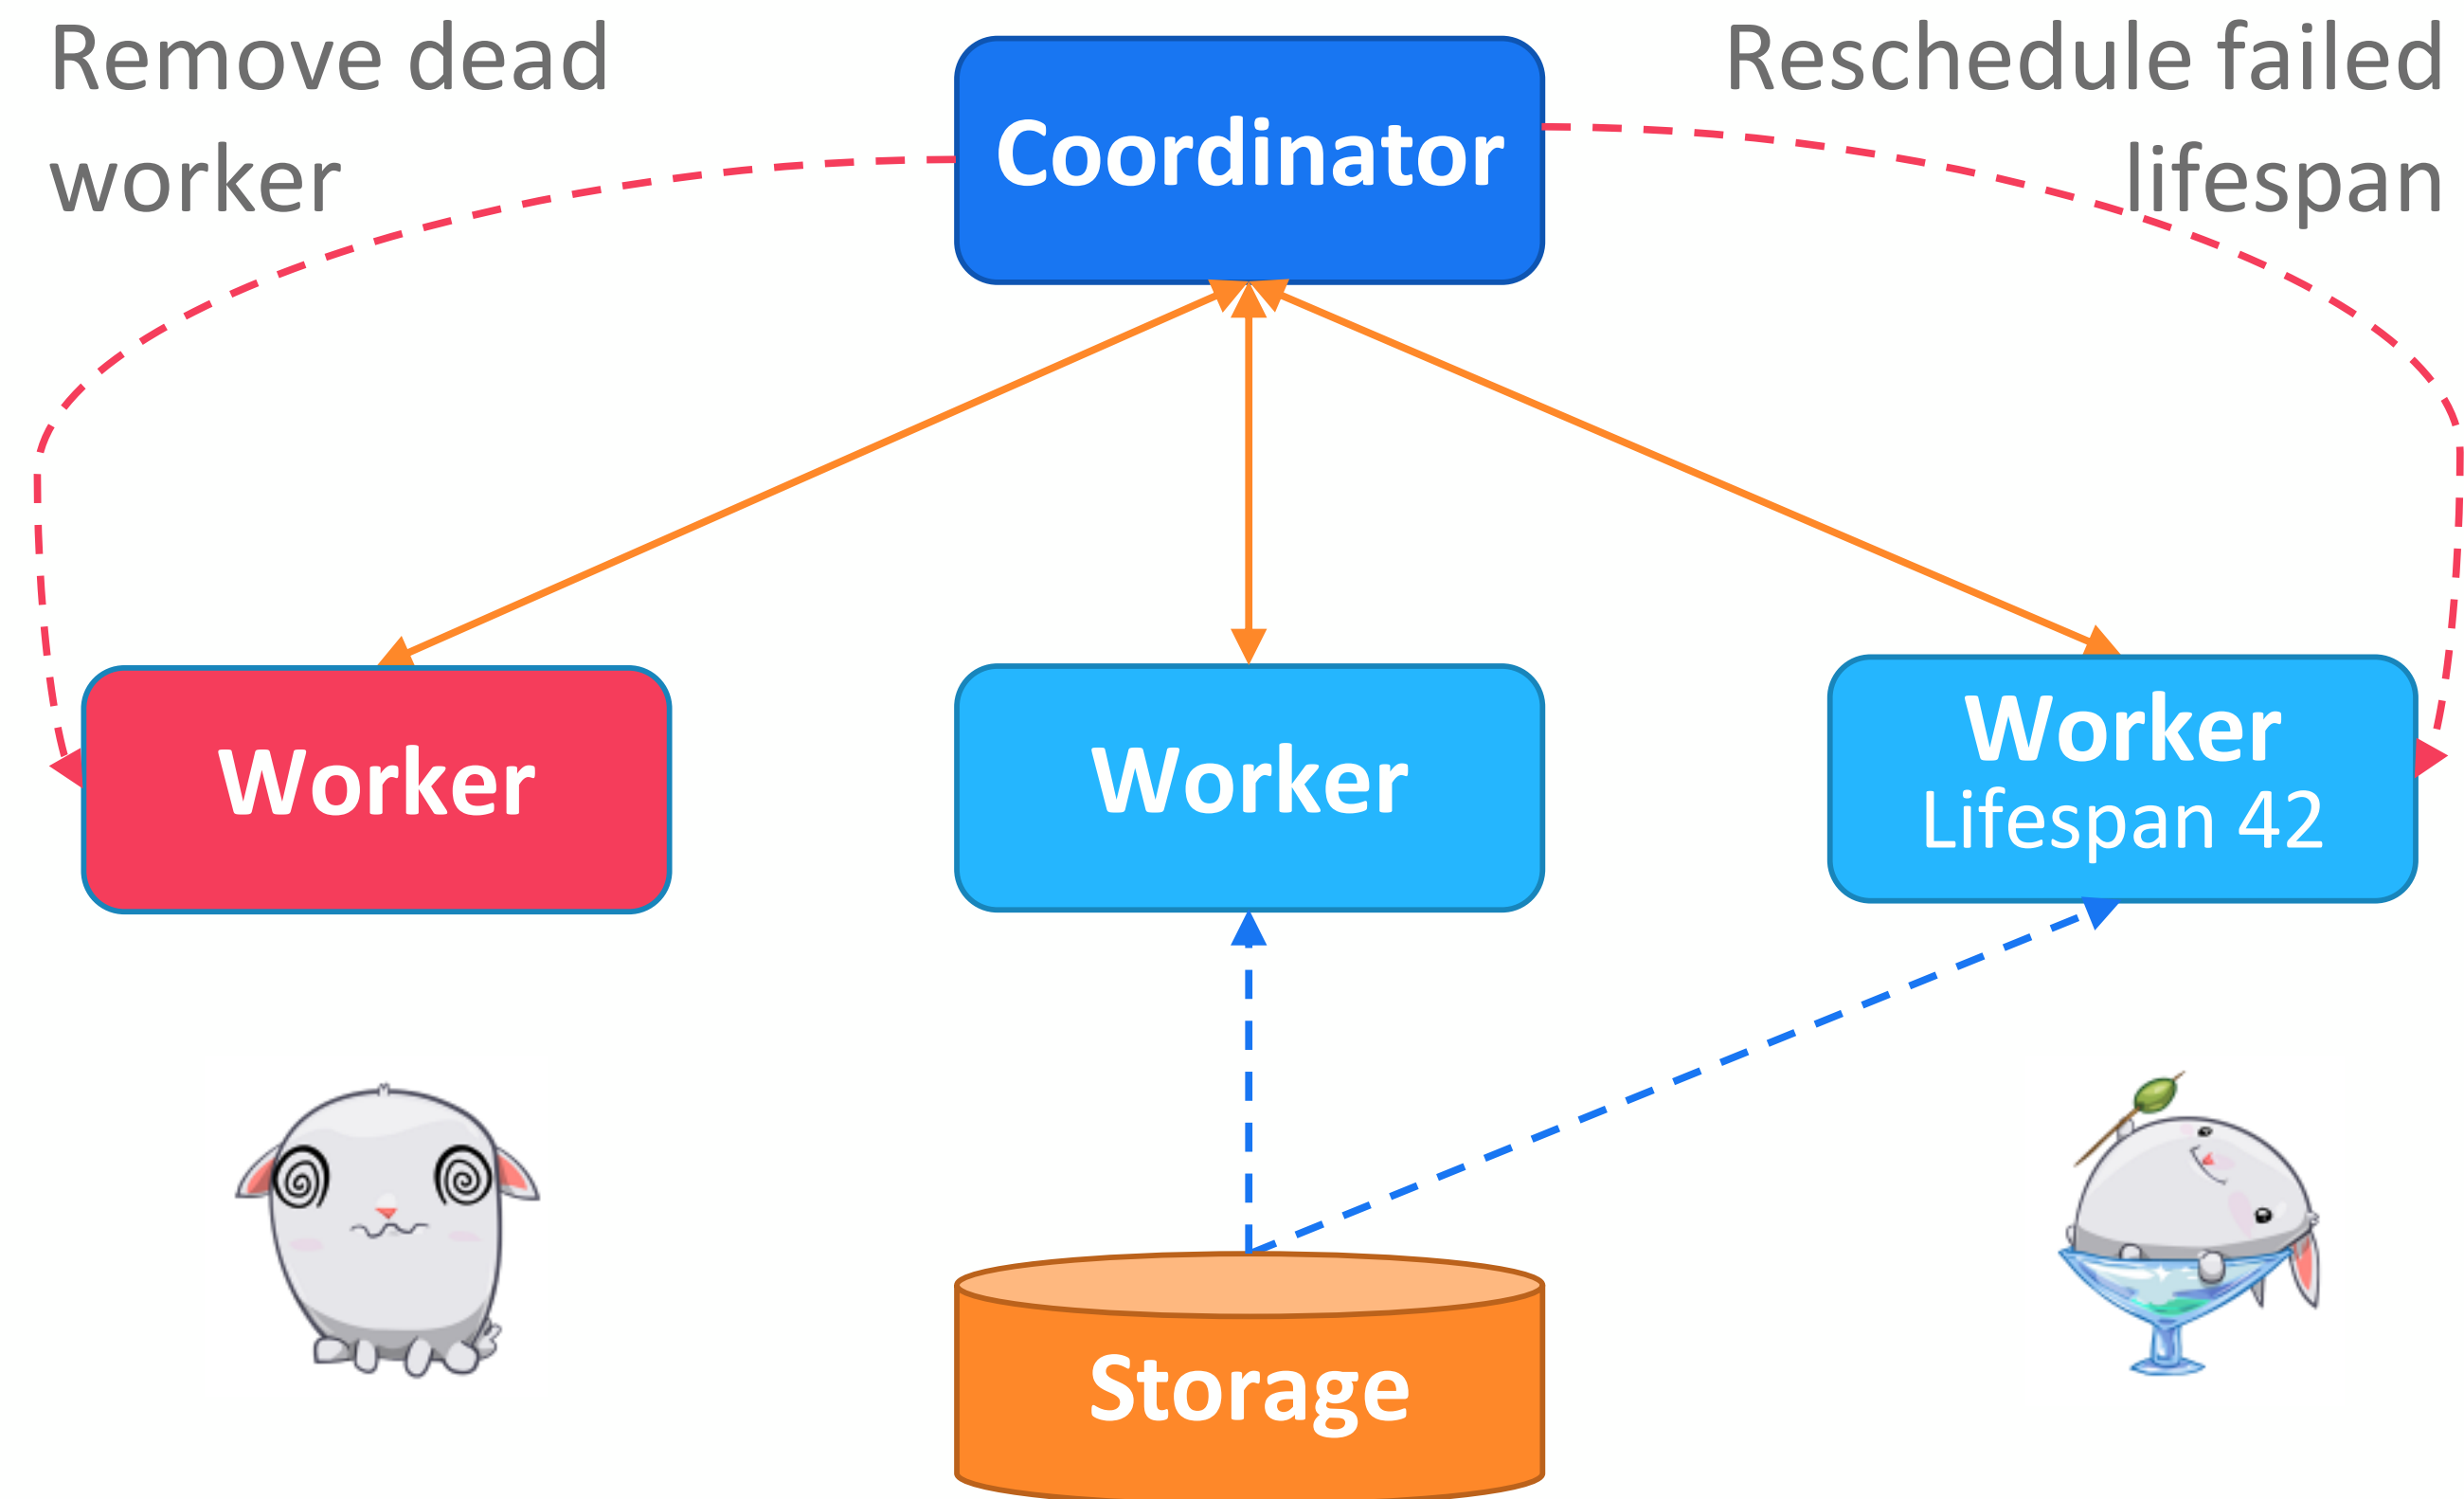 Remove dead
worker
Coordinator
Reschedule failed
lifespan
Worker
Worker
Worker
Lifespan 42
Storage